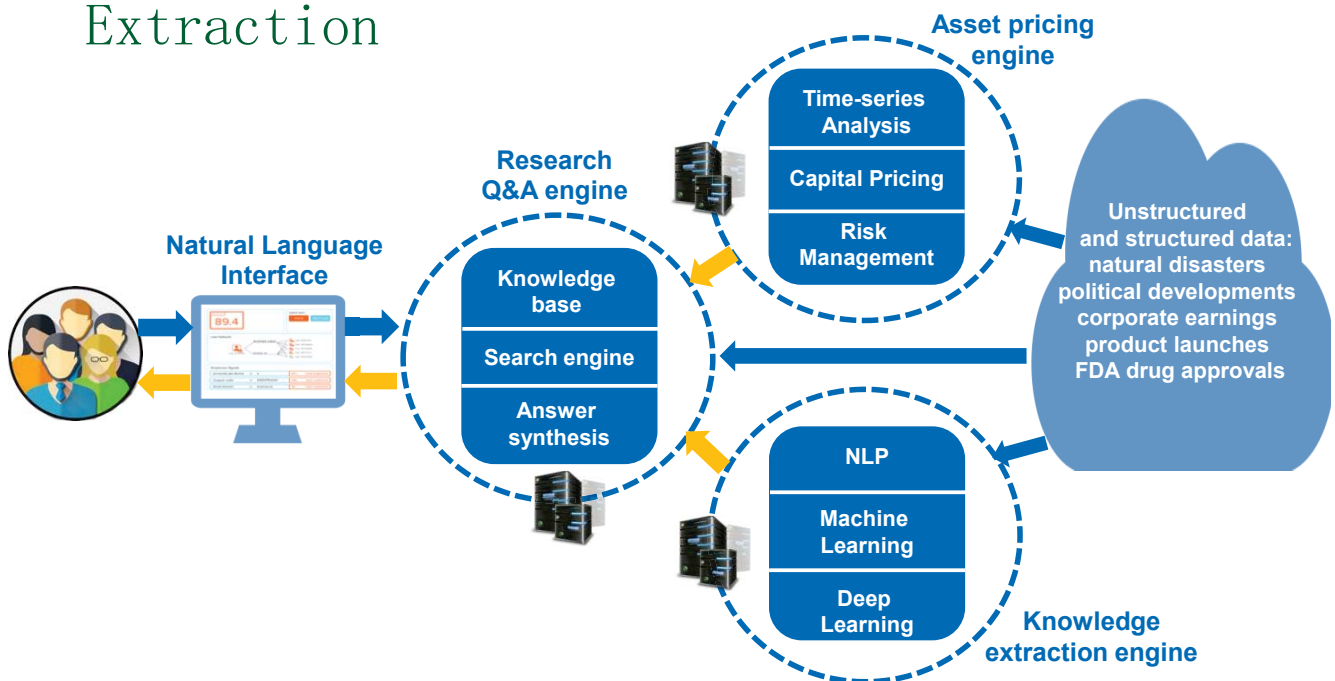 Extraction
Asset pricing
engine
Time-series
Analysis
Capital Pricing
Risk
Management
Research
Q&A engine
Knowledge
base
Search engine
Answer
synthesis
Natural Language
Interface
89.4
Unstructured
and structured data:
natural disasters
political developments
corporate earnings
product launches
FDA drug approvals
NLP
Machine
Learning
Deep
Learning
Knowledge
extraction engine